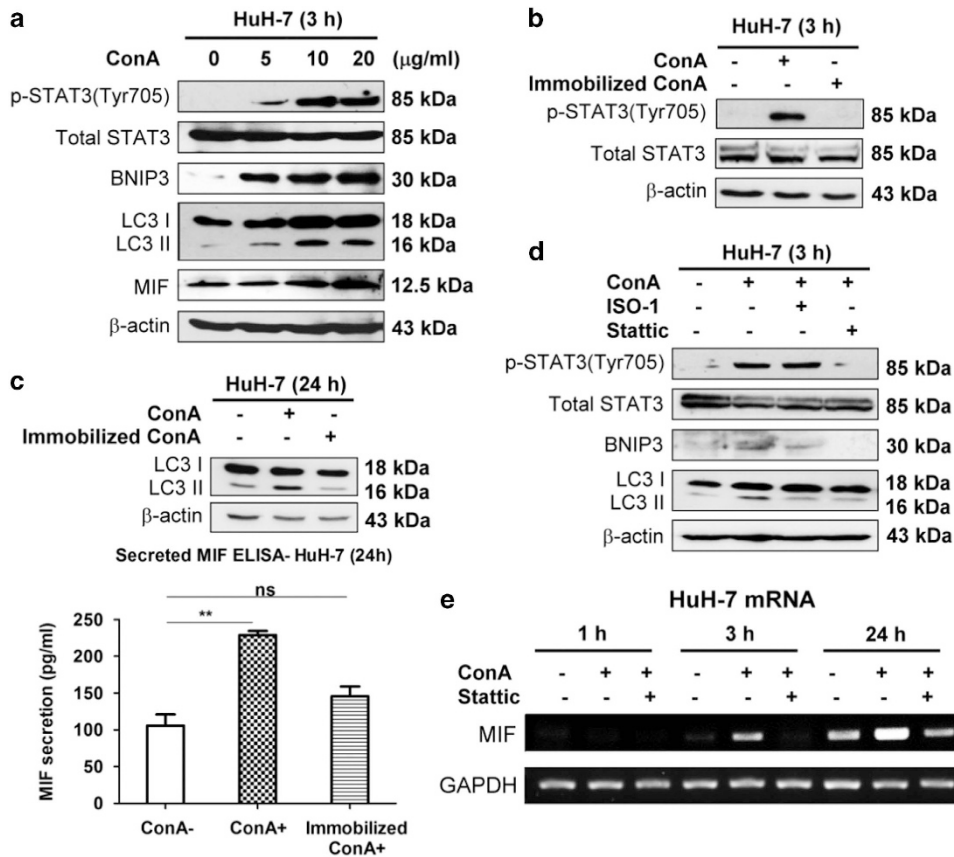 a
HuH-7 (3 h)
ConA 0 5 10 20 (μg/ml)
p-STAT3(Tyr705) 85 kDa
Total STAT3 85 kDa
BNIP3 30 kDa
LC3 I 18 kDa
LC3 II 16 kDa
MIF 12.5 kDa
β-actin 43 kDa
b
HuH-7 (3 h)
ConA - + -
Immobilized ConA - - +
p-STAT3(Tyr705) 85 kDa
Total STAT3 85 kDa
β-actin 43 kDa
c
HuH-7 (24 h)
ConA - + -
Immobilized ConA - - +
LC3 I 18 kDa
LC3 II 16 kDa
β-actin 43 kDa
Secreted MIF ELISA- HuH-7 (24h)
ns
**
MIF secretion (pg/ml)
250
200
150
100
50
0
ConA- ConA+ Immobilized
ConA+
d
HuH-7 (3 h)
ConA - + + +
ISO-1 - - + -
Stattic - - - +
p-STAT3(Tyr705) 85 kDa
Total STAT3 85 kDa
BNIP3 30 kDa
LC3 I 18 kDa
LC3 II 16 kDa
β-actin 43 kDa
e
HuH-7 mRNA
1 h 3 h 24 h
ConA - + + - + + - + +
Stattic - - + - - + - - +
MIF
GAPDH